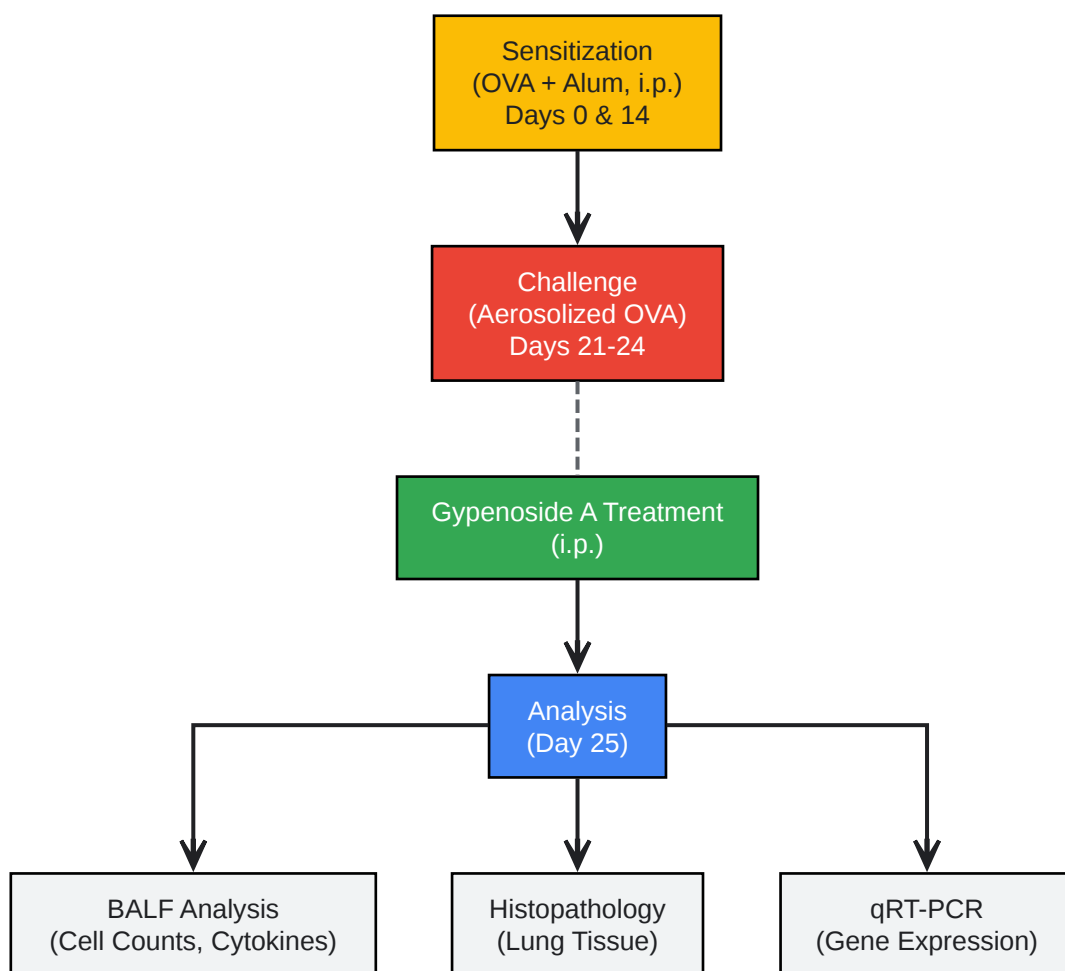 Sensitization
(OVA + Alum, i.p.)
Days 0 & 14
Challenge
(Aerosolized OVA)
Days 21-24
Gypenoside A Treatment
(i.p.)
Analysis
(Day 25)
BALF Analysis
(Cell Counts, Cytokines)
Histopathology
(Lung Tissue)
qRT-PCR
(Gene Expression)